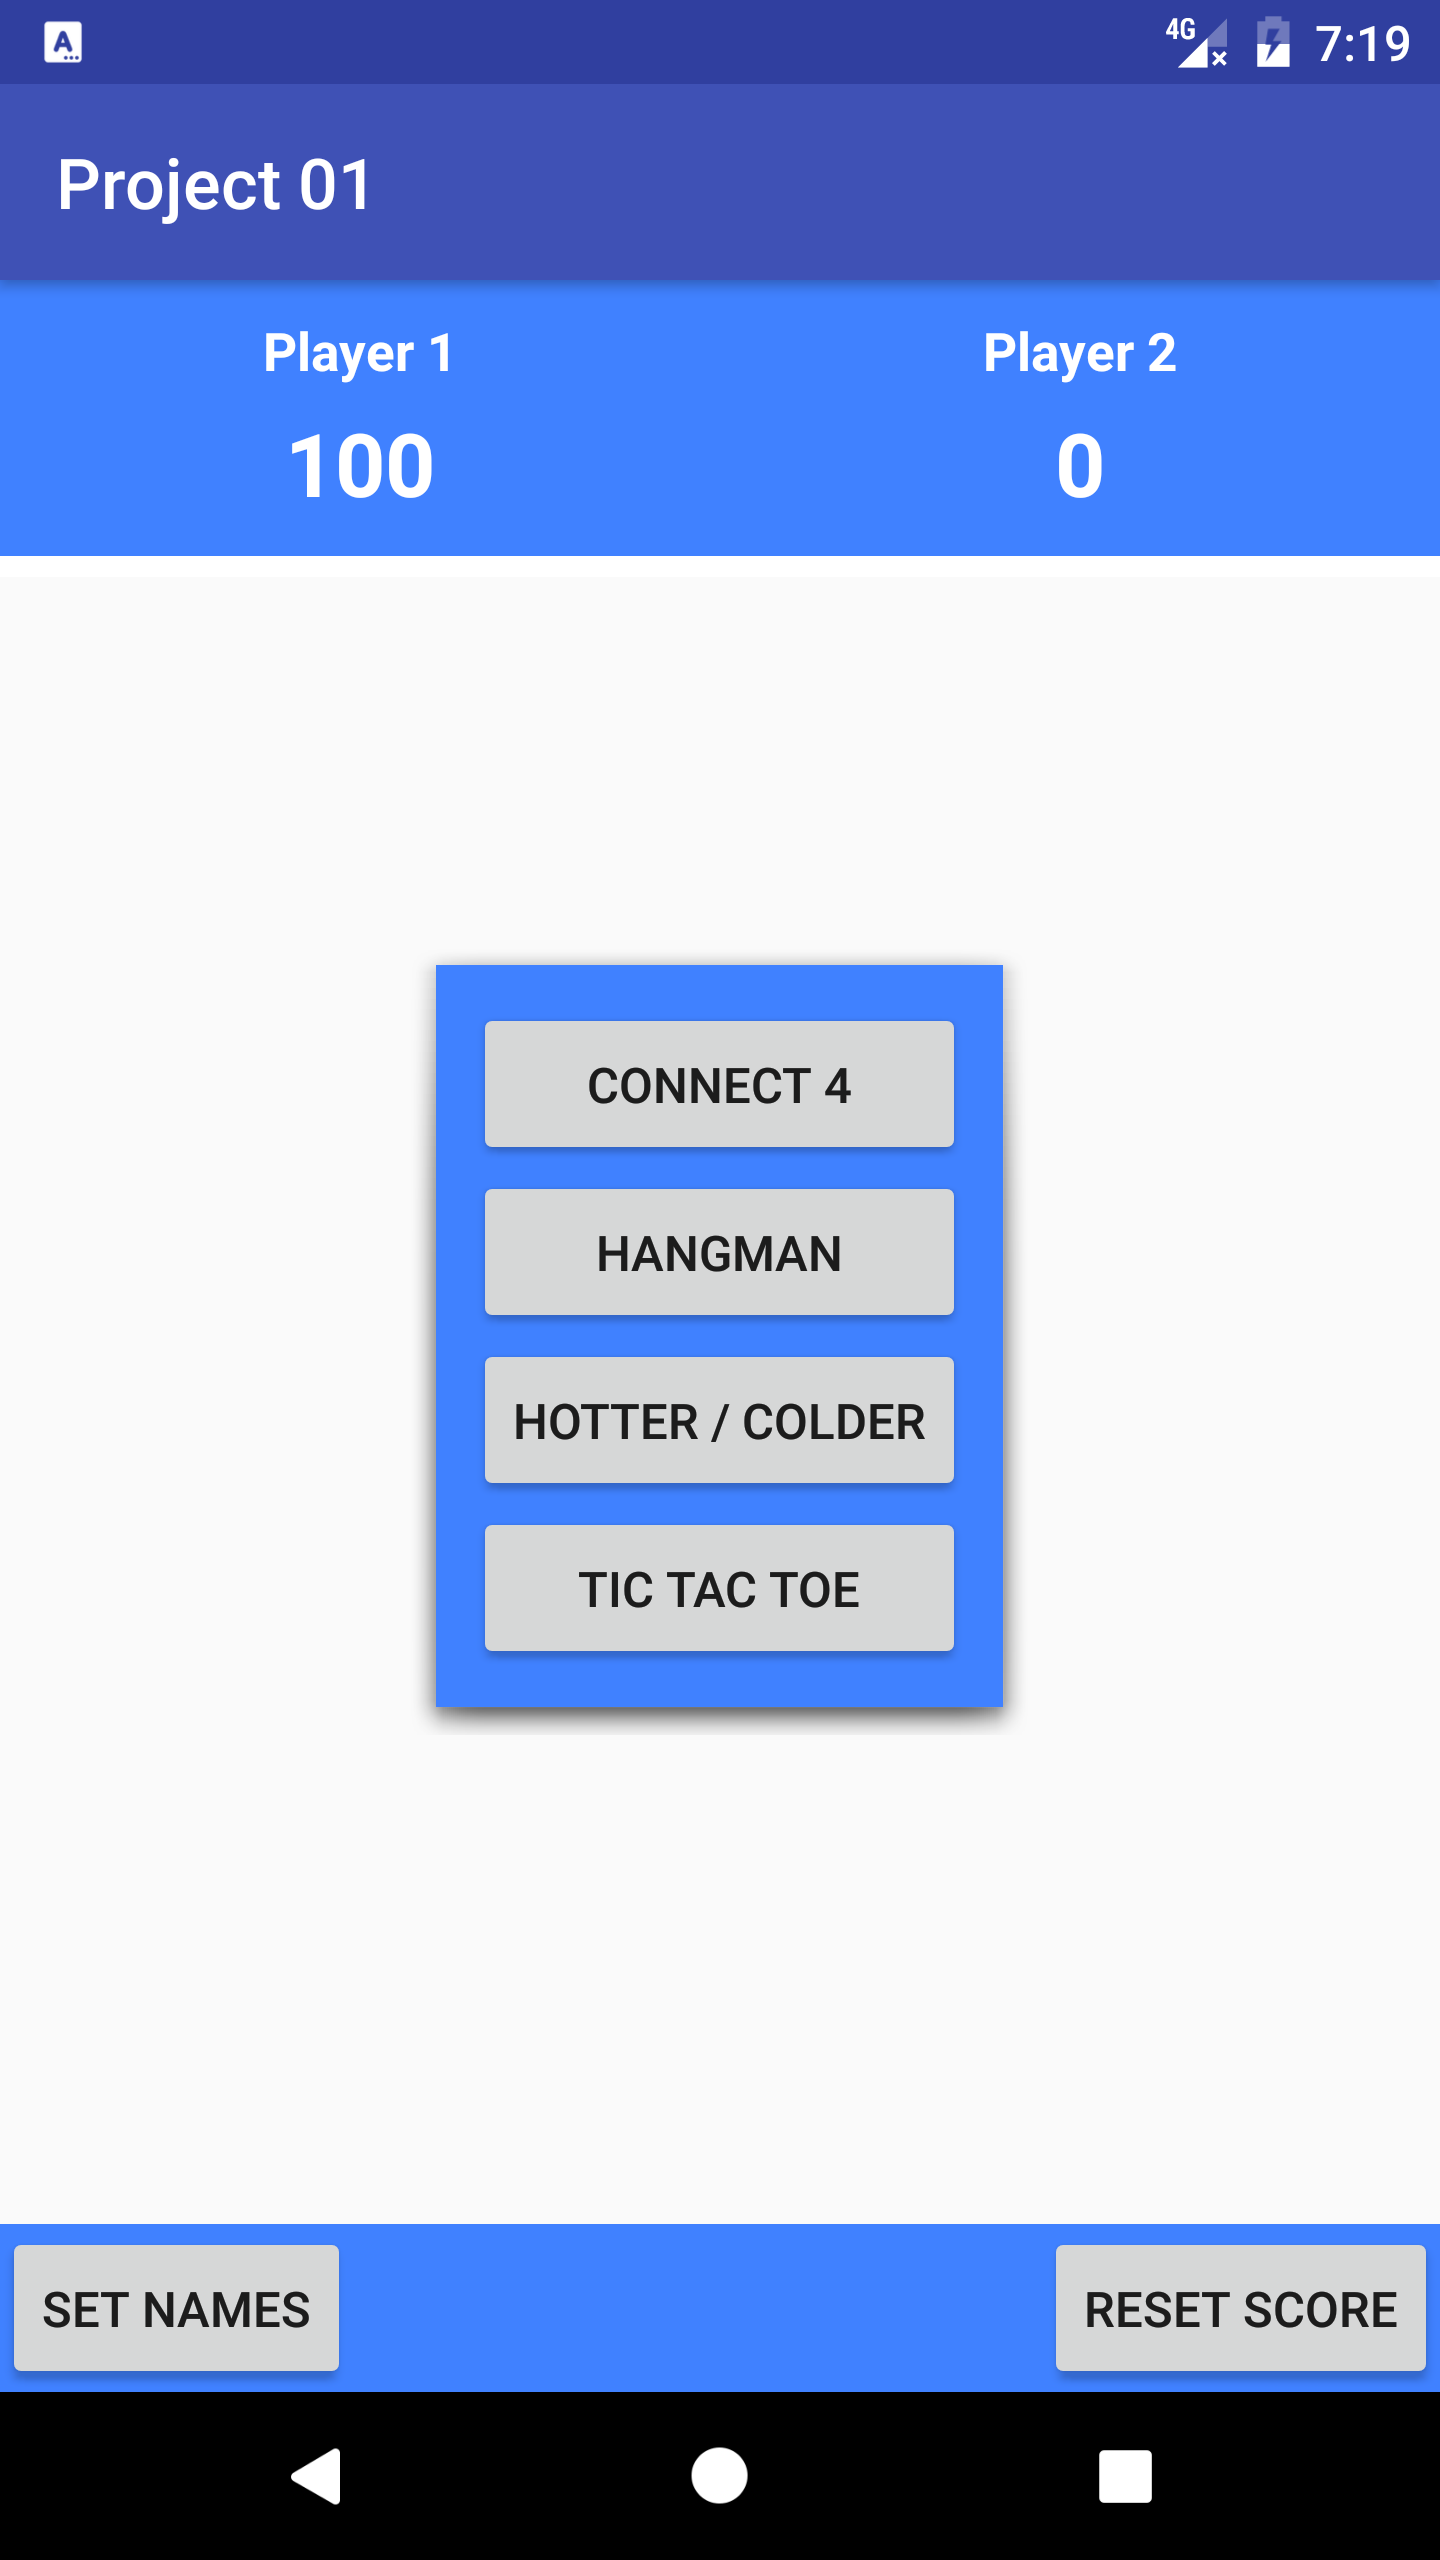 4G 7:19
Project 01
Player 1 Player 2
100 0
CONNECT 4
HANGMAN
HOTTER / COLDER
TIC TAC TOE
SET NAMES RESET SCORE